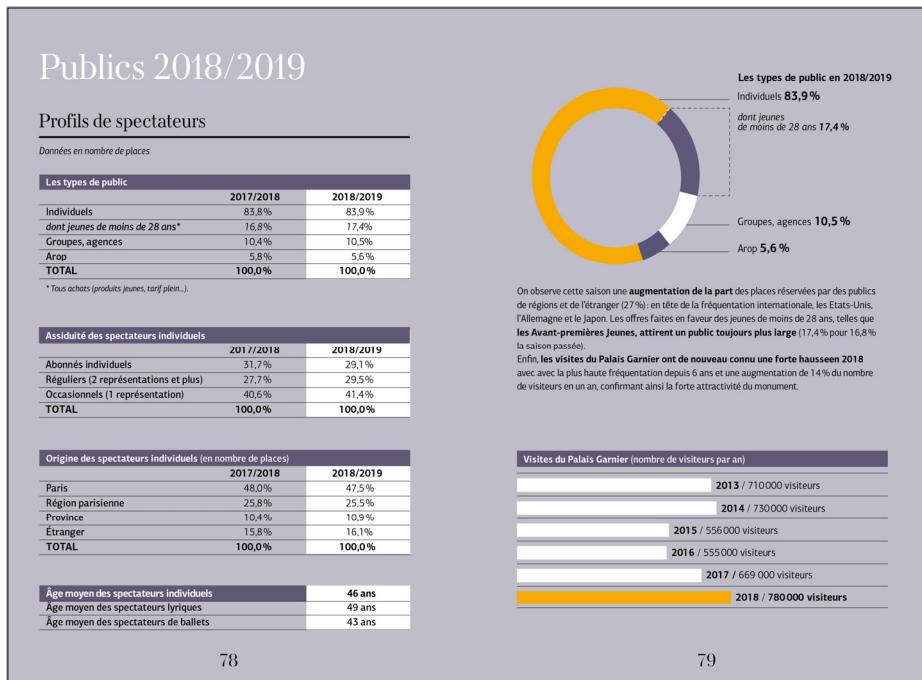 Publics 2018/2019
Profils de spectateurs
Données en nombre de places
Les types de public
2017/2018 2018/2019
Individuels 83,8% 83,9%
dont jeunes de moins de 28 ans* 16,8% 17,4%
Groupes, agences 10,4% 10,5%
Arop 5,8% 5,6%
TOTAL 100,0% 100,0%
* Tous achats (produits jeunes, tarif plein...).
Assiduité des spectateurs individuels
2017/2018 2018/2019
Abonnés individuels 31,7% 29,1%
Réguliers (2 représentations et plus) 27,7% 29,5%
Occasionnels (1 représentation) 40,6% 41,4%
TOTAL 100,0% 100,0%
Origine des spectateurs individuels (en nombre de places)
2017/2018 2018/2019
Paris 48,0% 47,5%
Région parisienne 25,8% 25,5%
Province 10,4% 10,9%
Étranger 15,8% 16,1%
TOTAL 100,0% 100,0%
Âge moyen des spectateurs individuels 46 ans
Âge moyen des spectateurs lyriques 49 ans
Âge moyen des spectateurs de ballets 43 ans
78
Les types de public en 2018/2019
Individuels 83,9%
dont jeunes
de moins de 28 ans 17,4%
Groupes, agences 10,5%
Arop 5,6%
On observe cette saison une augmentation de la part des places réservées par des publics
de régions et de l'étranger (27%) : en tête de la fréquentation internationale, les Etats-Unis,
l'Allemagne et le Japon. Les offres faites en faveur des jeunes de moins de 28 ans, telles que
les Avant-premières Jeunes, attirent un public toujours plus large (17,4% pour 16,8%
la saison passée).
Enfin, les visites du Palais Garnier ont de nouveau connu une forte hausseen 2018
avec avec la plus haute fréquentation depuis 6 ans et une augmentation de 14% du nombre
de visiteurs en un an, confirmant ainsi la forte attractivité du monument.
Visites du Palais Garnier (nombre de visiteurs par an)
2013 / 710000 visiteurs
2014 / 730000 visiteurs
2015 / 556000 visiteurs
2016 / 555000 visiteurs
2017 / 669 000 visiteurs
2018 / 780000 visiteurs
79